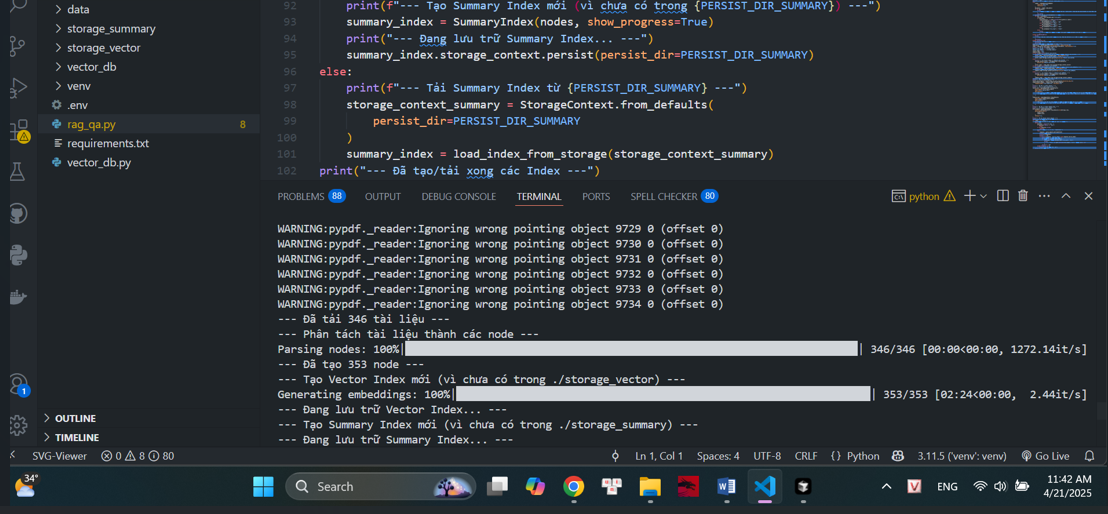 data
storage_summary
storage_vector
vector_db
venv
.env
rag_qa.py 8
requirements.txt
vector_db.py
OUTLINE
TIMELINE
92 print(f"--- Tạo Summary Index mới (vì chưa có trong {PERSIST_DIR_SUMMARY}) ---")
93 summary_index = SummaryIndex(nodes, show_progress=True)
94 print("--- Đang lưu trữ Summary Index... ---")
95 summary_index.storage_context.persist(persist_dir=PERSIST_DIR_SUMMARY)
96 else:
97 print(f"--- Tải Summary Index từ {PERSIST_DIR_SUMMARY} ---")
98 storage_context_summary = StorageContext.from_defaults(
99 persist_dir=PERSIST_DIR_SUMMARY
100 )
101 summary_index = load_index_from_storage(storage_context_summary)
102 print("--- Đã tạo/tải xong các Index ---")
PROBLEMS 88 OUTPUT DEBUG CONSOLE TERMINAL PORTS SPELL CHECKER 80 python
WARNING:pypdf._reader:Ignoring wrong pointing object 9729 0 (offset 0)
WARNING:pypdf._reader:Ignoring wrong pointing object 9730 0 (offset 0)
WARNING:pypdf._reader:Ignoring wrong pointing object 9731 0 (offset 0)
WARNING:pypdf._reader:Ignoring wrong pointing object 9732 0 (offset 0)
WARNING:pypdf._reader:Ignoring wrong pointing object 9733 0 (offset 0)
WARNING:pypdf._reader:Ignoring wrong pointing object 9734 0 (offset 0)
--- Đã tải 346 tài liệu ---
--- Phân tách tài liệu thành các node ---
Parsing nodes: 100%| | 346/346 [00:00<00:00, 1272.14it/s]
--- Đã tạo 353 node ---
--- Tạo Vector Index mới (vì chưa có trong ./storage_vector) ---
Generating embeddings: 100%| | 353/353 [02:24<00:00, 2.44it/s]
--- Đang lưu trữ Vector Index... ---
--- Tạo Summary Index mới (vì chưa có trong ./storage_summary) ---
--- Đang lưu trữ Summary Index... ---
1
SVG-Viewer 0 8 80 Ln 1, Col 1 Spaces: 4 UTF-8 CRLF {} Python 3.11.5 ('venv': venv) Go Live
34°
Search
V ENG 11:42 AM
4/21/2025